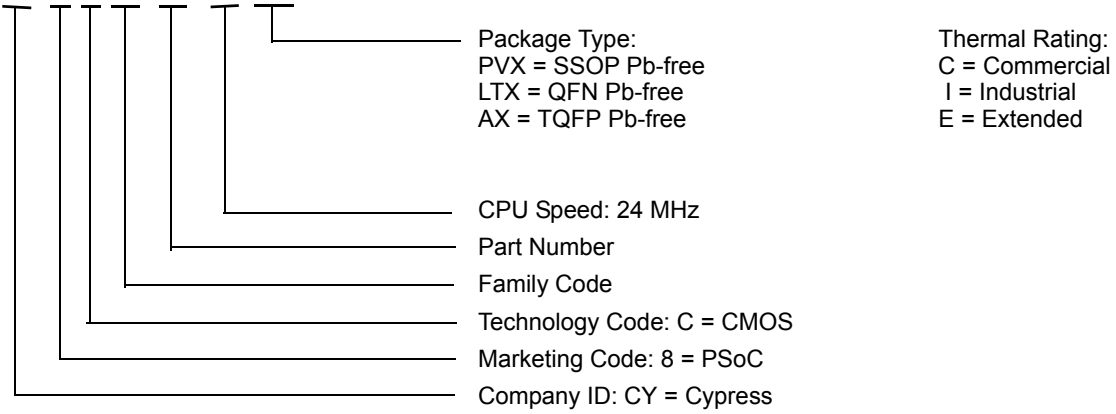 Package Type:
PVX = SSOP Pb-free
LTX = QFN Pb-free
AX = TQFP Pb-free
Thermal Rating:
C = Commercial
I = Industrial
E = Extended
CPU Speed: 24 MHz
Part Number
Family Code
Technology Code: C = CMOS
Marketing Code: 8 = PSoC
Company ID: CY = Cypress